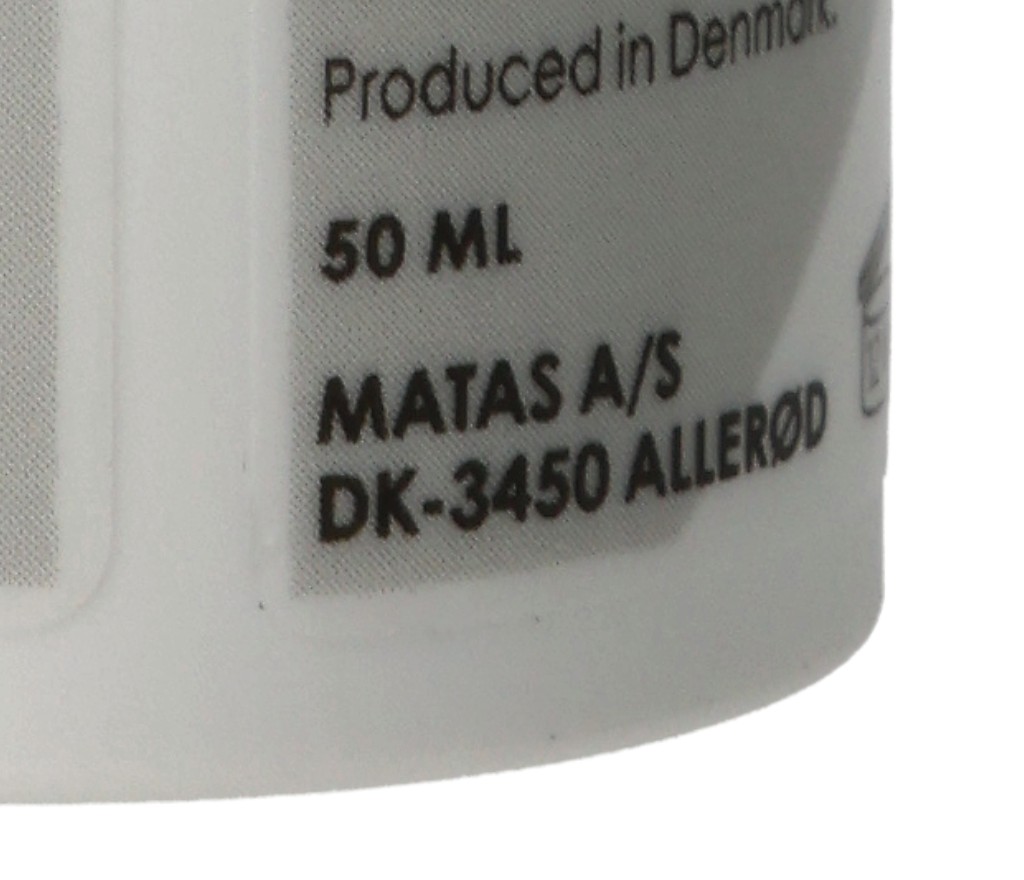 Produced in Denmark.
50 ML
MATAS A/S
DK-3450 ALLERØD